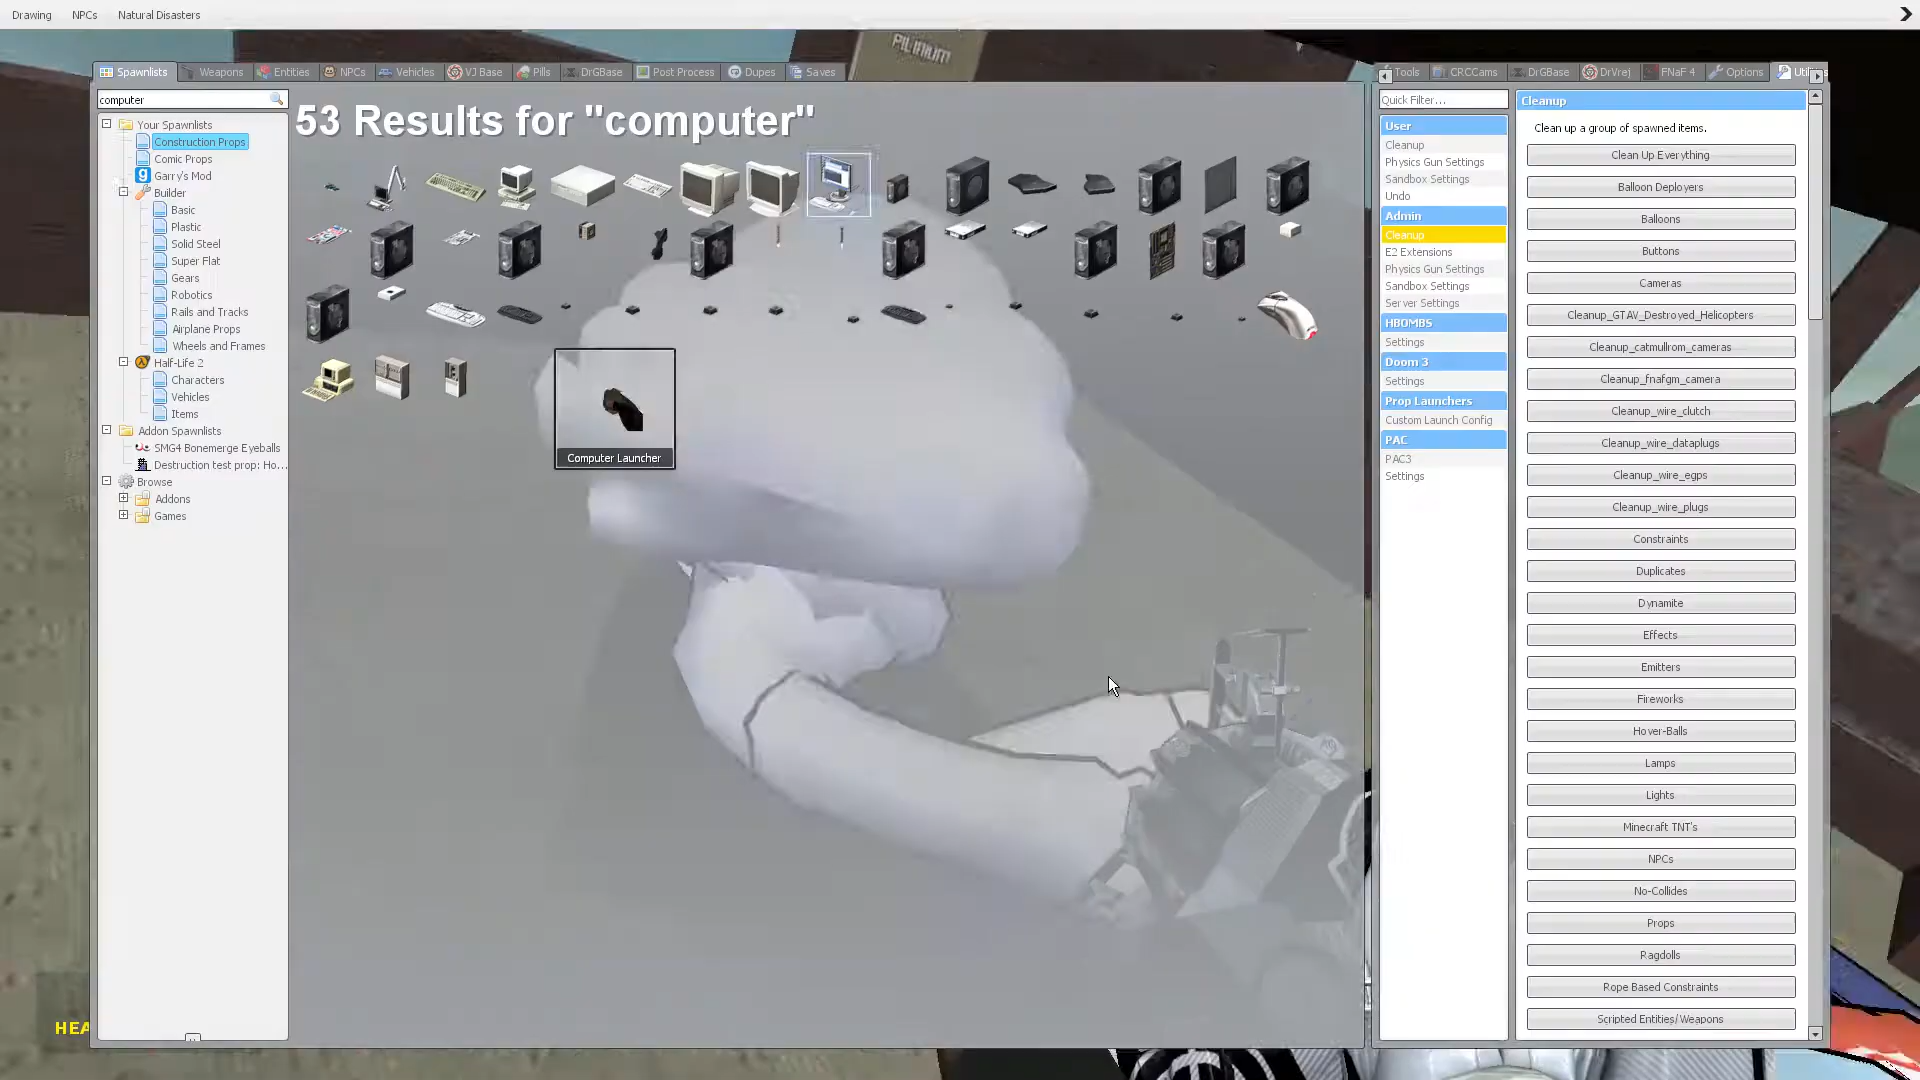 Drawing NPCs Natural Disasters
PILINUM
Spawnlists Weapons Entities NPCs Vehicles VJ Base Pills DrGBase Post Process Dupes Saves
Tools CRCCams DrGBase DrVrej FNaF 4 Options
computer
53 Results for "computer"
Your Spawnlists
Construction Props
Comic Props
Garry's Mod
Builder
Basic
Plastic
Solid Steel
Super Flat
Gears
Robotics
Rails and Tracks
Airplane Props
Wheels and Frames
Half-Life 2
Characters
Vehicles
Items
Addon Spawnlists
SMG4 Bonemerge Eyeballs
Destruction test prop: Ho...
Browse
Addons
Games
Computer Launcher
Quick Filter...
User
Cleanup
Physics Gun Settings
Sandbox Settings
Undo
Admin
Cleanup
E2 Extensions
Physics Gun Settings
Sandbox Settings
Server Settings
HBOMBS
Settings
Doom 3
Settings
Prop Launchers
Custom Launch Config
PAC
PAC3
Settings
Cleanup
Clean up a group of spawned items.
Clean Up Everything
Balloon Deployers
Balloons
Buttons
Cameras
Cleanup_GTAV_Destroyed_Helicopters
Cleanup_catmullrom_cameras
Cleanup_fnafgm_camera
Cleanup_wire_clutch
Cleanup_wire_dataplugs
Cleanup_wire_egps
Cleanup_wire_plugs
Constraints
Duplicates
Dynamite
Effects
Emitters
Fireworks
Hover-Balls
Lamps
Lights
Minecraft TNT's
NPCs
No-Collides
Props
Ragdolls
Rope Based Constraints
Scripted Entities/Weapons
HEA